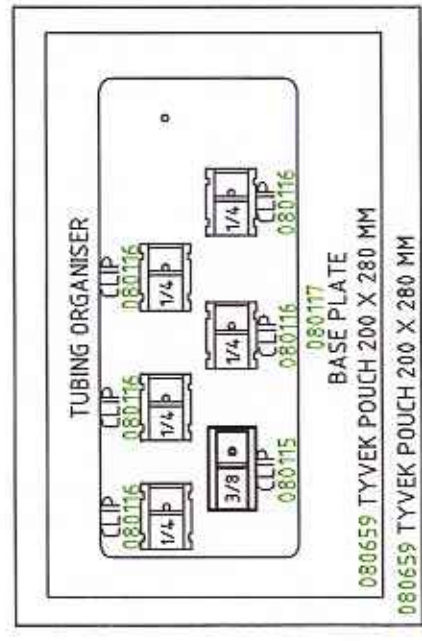 TUBING ORGANISER
CLIP
080116
1/4
CLIP
080116
1/4
CLIP
080116
1/4
3/8
CLIP
080115
1/4
CLIP
080116
1/4
CLIP
080116
080117
BASE PLATE
080659 TYVEK POUCH 200 X 280 MM
080659 TYVEK POUCH 200 X 280 MM